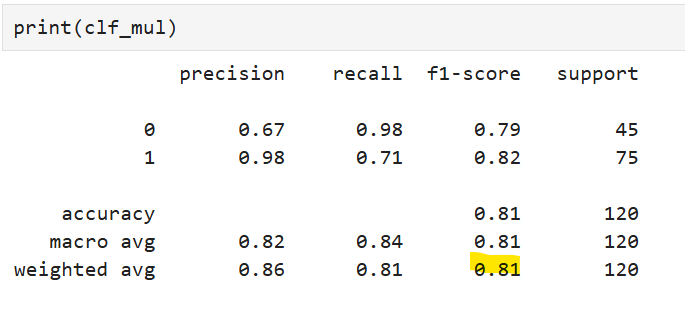 print(clf_mul)
precision recall f1-score support
0 0.67 0.98 0.79 45
1 0.98 0.71 0.82 75
accuracy 0.81 120
macro avg 0.82 0.84 0.81 120
weighted avg 0.86 0.81 0.81 120